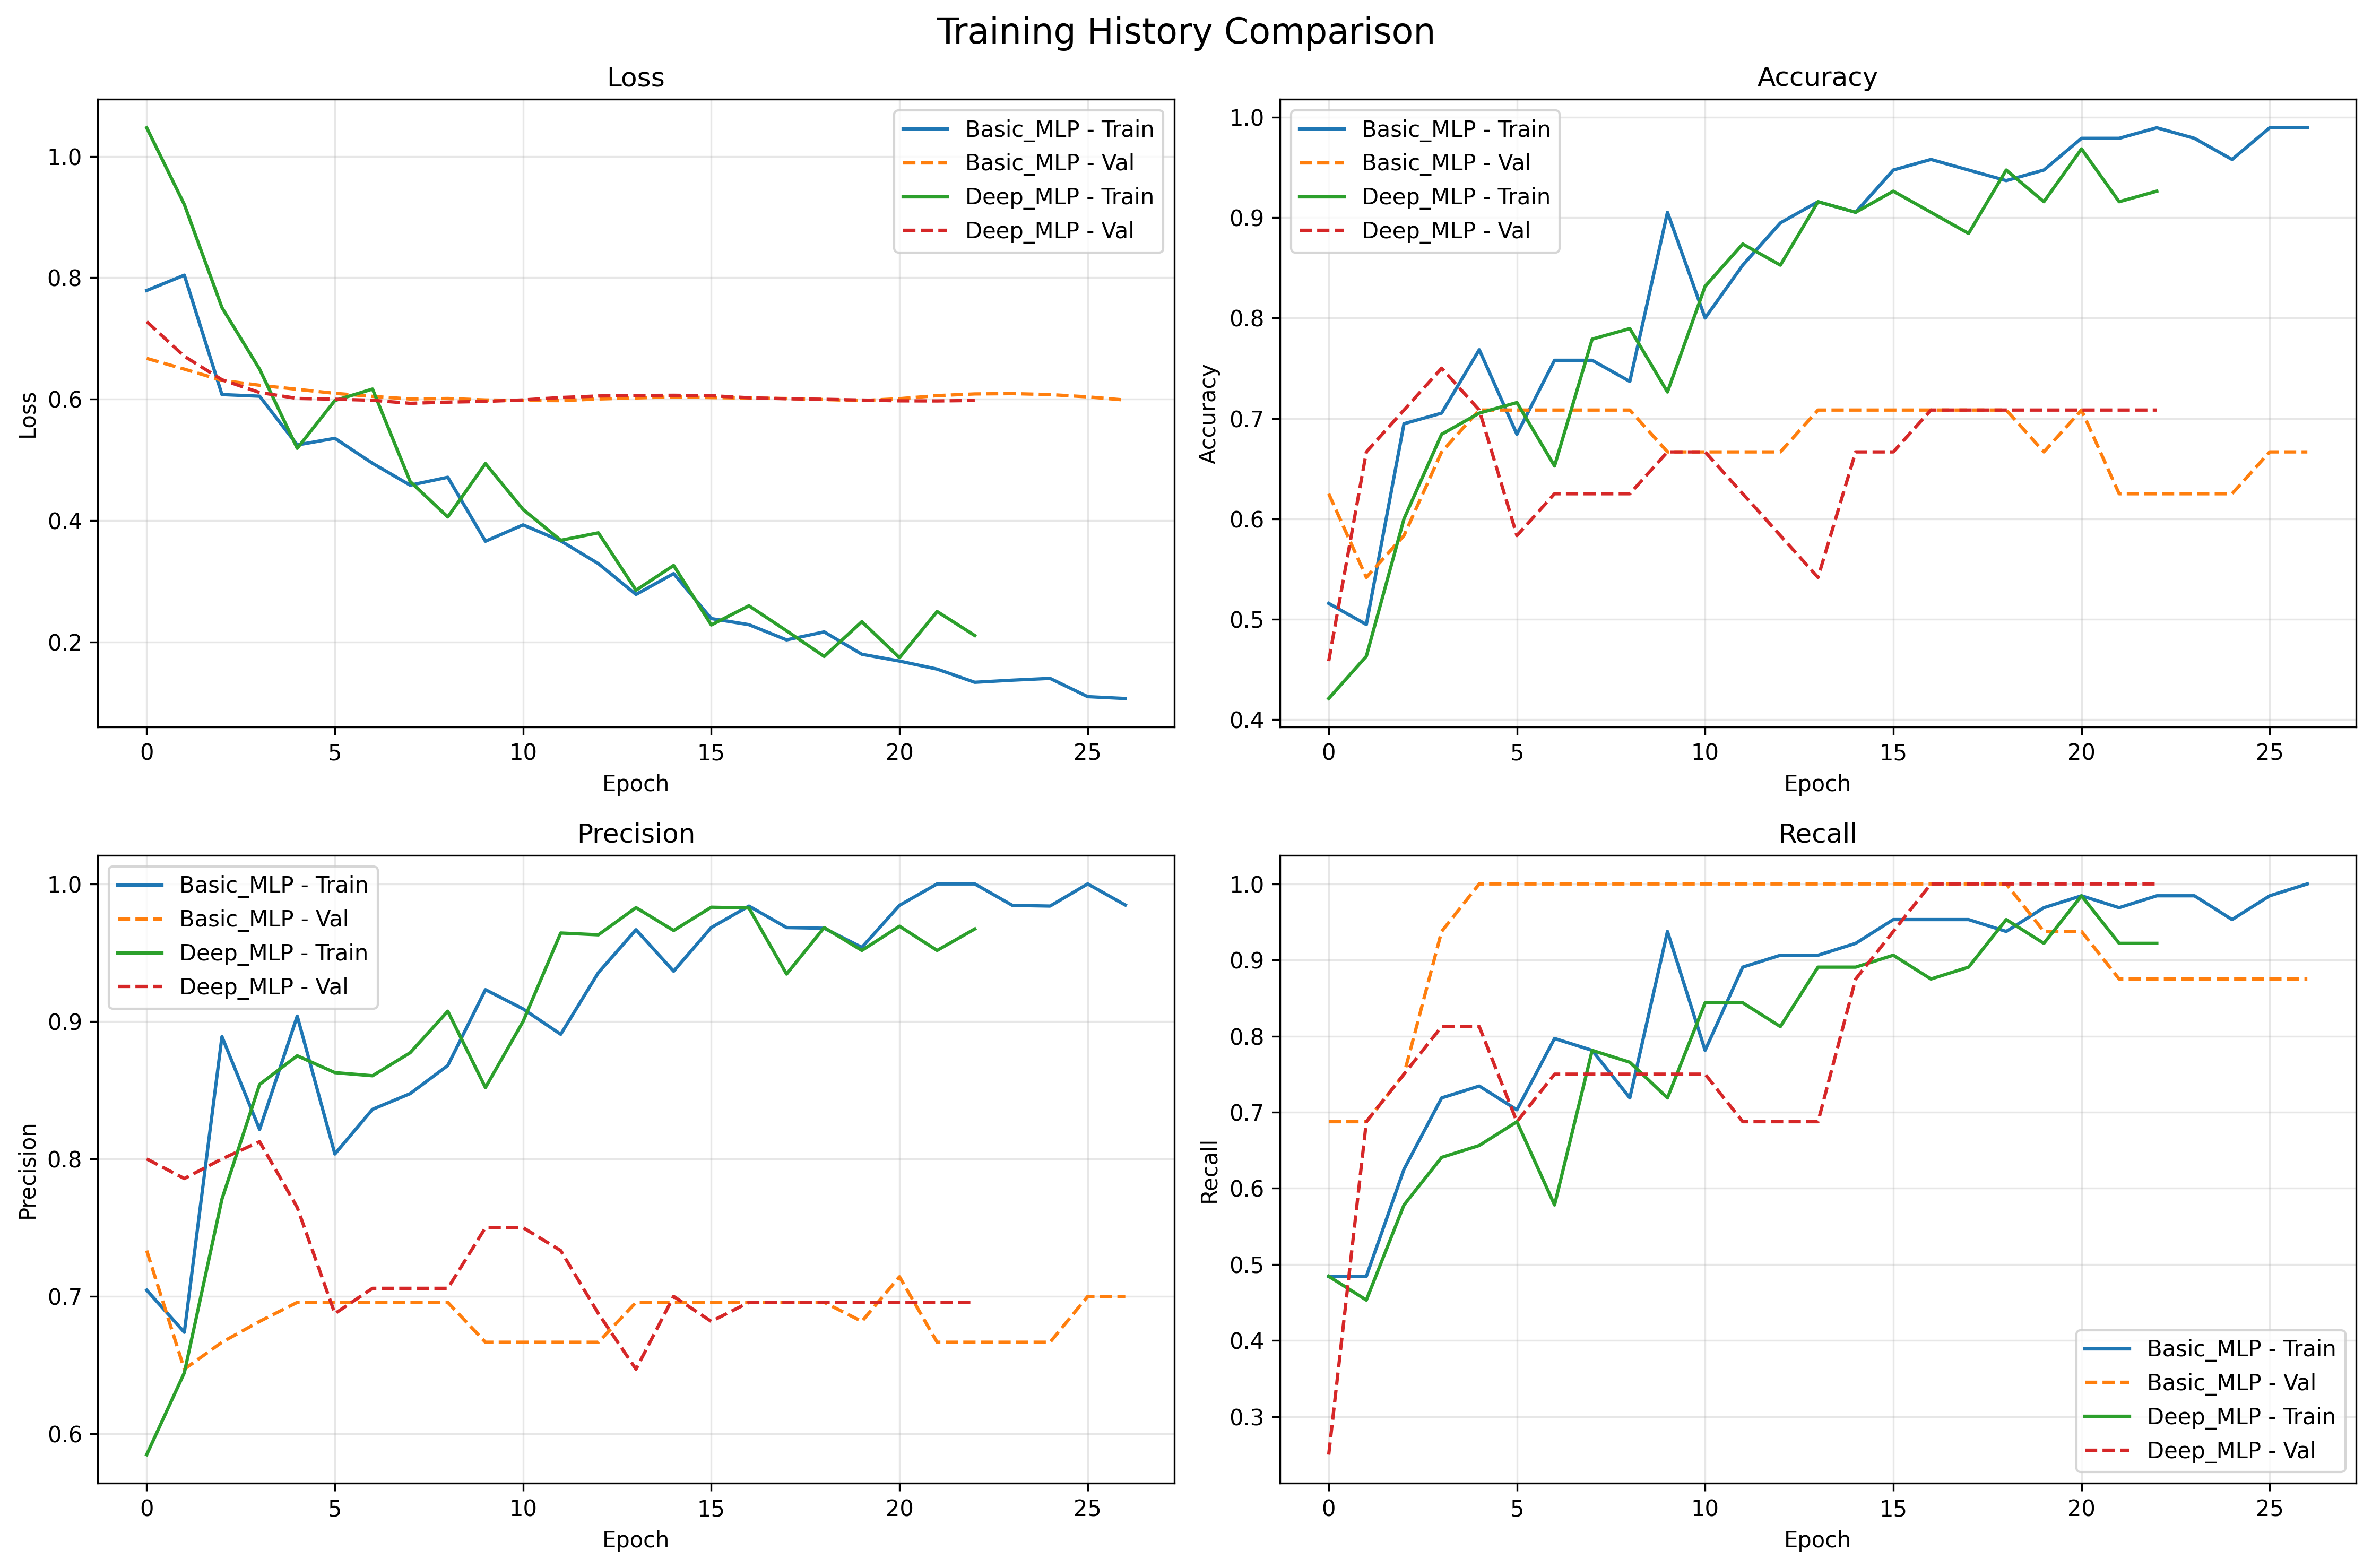 Training History Comparison
Loss
1.0
0.8
0.6
0.4
0.2
Loss
0 5 10 15 20 25
Epoch
Basic_MLP - Train
Basic_MLP - Val
Deep_MLP - Train
Deep_MLP - Val
Accuracy
1.0
0.9
0.8
0.7
0.6
0.5
0.4
Accuracy
0 5 10 15 20 25
Epoch
Basic_MLP - Train
Basic_MLP - Val
Deep_MLP - Train
Deep_MLP - Val
Precision
1.0
0.9
0.8
0.7
0.6
Precision
0 5 10 15 20 25
Epoch
Basic_MLP - Train
Basic_MLP - Val
Deep_MLP - Train
Deep_MLP - Val
Recall
1.0
0.9
0.8
0.7
0.6
0.5
0.4
0.3
Recall
0 5 10 15 20 25
Epoch
Basic_MLP - Train
Basic_MLP - Val
Deep_MLP - Train
Deep_MLP - Val